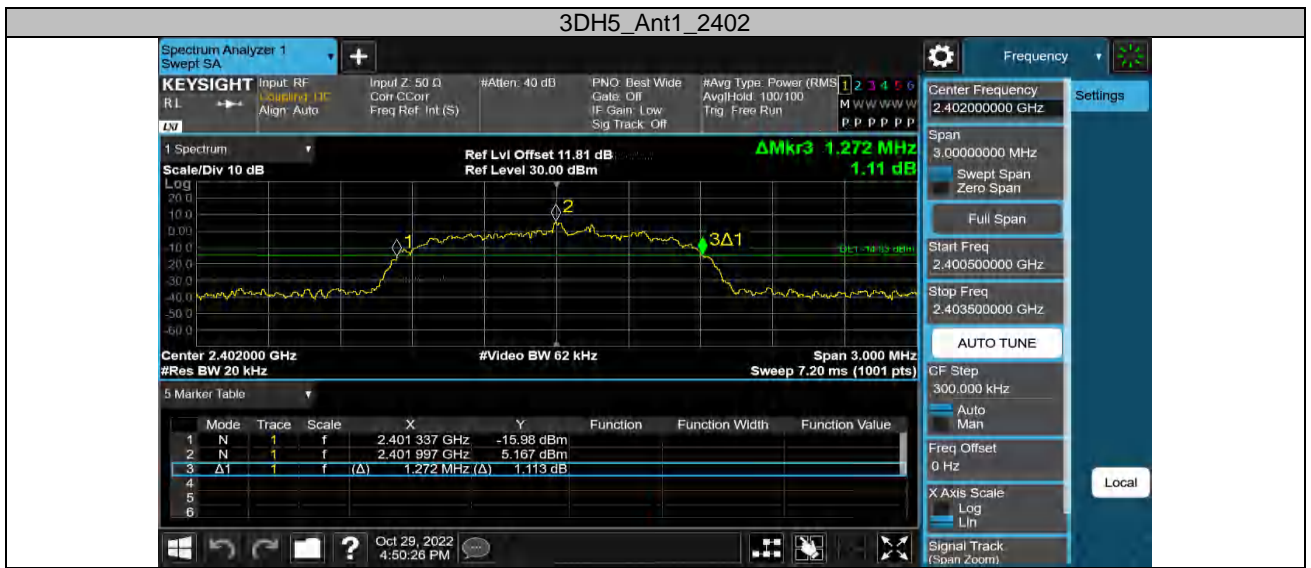 3DH5_Ant1_2402
Spectrum Analyzer 1
Swept SA
+
Frequency
KEYSIGHT
RL
LXI
Input: RF
Coupling: DC
Align: Auto
Input Z: 50 Ω
Corr CCorr
Freq Ref: Int (S)
#Atten: 40 dB
PNO: Best Wide
Gate: Off
IF Gain: Low
Sig Track: Off
#Avg Type: Power (RMS
Avg|Hold: 100/100
Trig: Free Run
1 2 3 4 5 6
M W W W W W
P P P P P P
1 Spectrum
Scale/Div 10 dB
Ref Lvl Offset 11.81 dB
Ref Level 30.00 dBm
ΔMkr3 1.272 MHz
1.11 dB
Log
20.0
10.0
0.00
-10.0
-20.0
-30.0
-40.0
-50.0
-60.0
1
2
3Δ1
Center 2.402000 GHz
#Video BW 62 kHz
Span 3.000 MHz
#Res BW 20 kHz
Sweep 7.20 ms (1001 pts)
5 Marker Table
Mode Trace Scale X Y Function Function Width Function Value
1 N 1 f 2.401 337 GHz -15.98 dBm
2 N 1 f 2.401 997 GHz 5.167 dBm
3 Δ1 1 f (Δ) 1.272 MHz (Δ) 1.113 dB
4
5
6
?
Oct 29, 2022
4:50:26 PM
Center Frequency
2.402000000 GHz
Settings
Span
3.00000000 MHz
Swept Span
Zero Span
Full Span
Start Freq
2.400500000 GHz
Stop Freq
2.403500000 GHz
AUTO TUNE
CF Step
300.000 kHz
Auto
Man
Freq Offset
0 Hz
X Axis Scale
Log
Lin
Signal Track
(Span Zoom)
Local